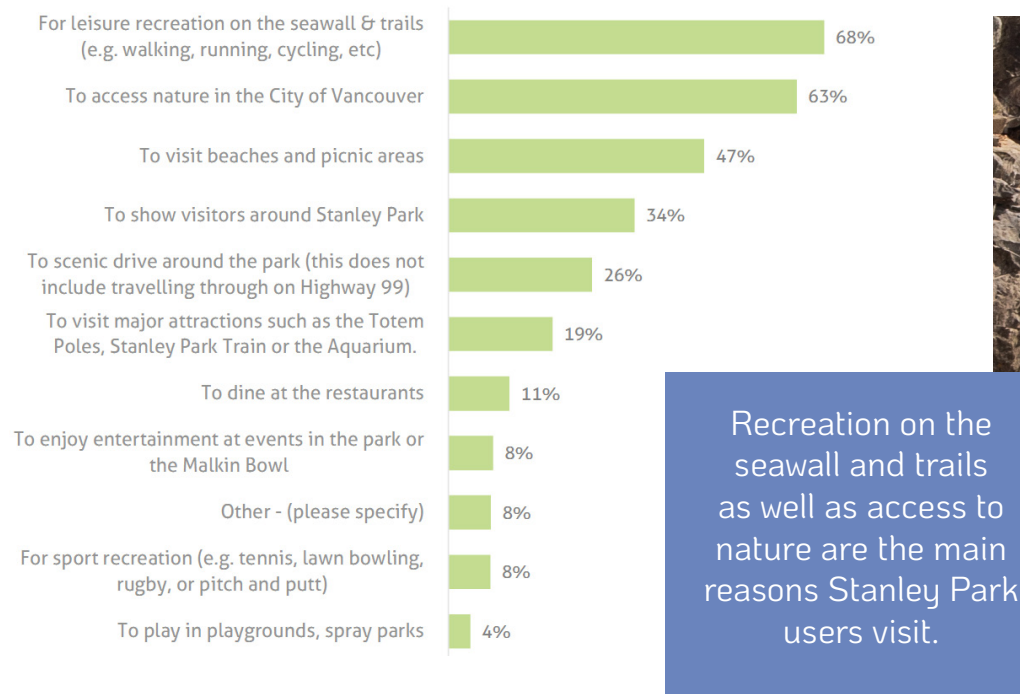 For leisure recreation on the seawall & trails
(e.g. walking, running, cycling, etc)
68%
To access nature in the City of Vancouver
63%
To visit beaches and picnic areas
47%
To show visitors around Stanley Park
34%
To scenic drive around the park (this does not
include travelling through on Highway 99)
26%
To visit major attractions such as the Totem
Poles, Stanley Park Train or the Aquarium.
19%
To dine at the restaurants
11%
To enjoy entertainment at events in the park or
the Malkin Bowl
8%
Other - (please specify)
8%
For sport recreation (e.g. tennis, lawn bowling,
rugby, or pitch and putt)
8%
To play in playgrounds, spray parks
4%
Recreation on the
seawall and trails
as well as access to
nature are the main
reasons Stanley Park
users visit.